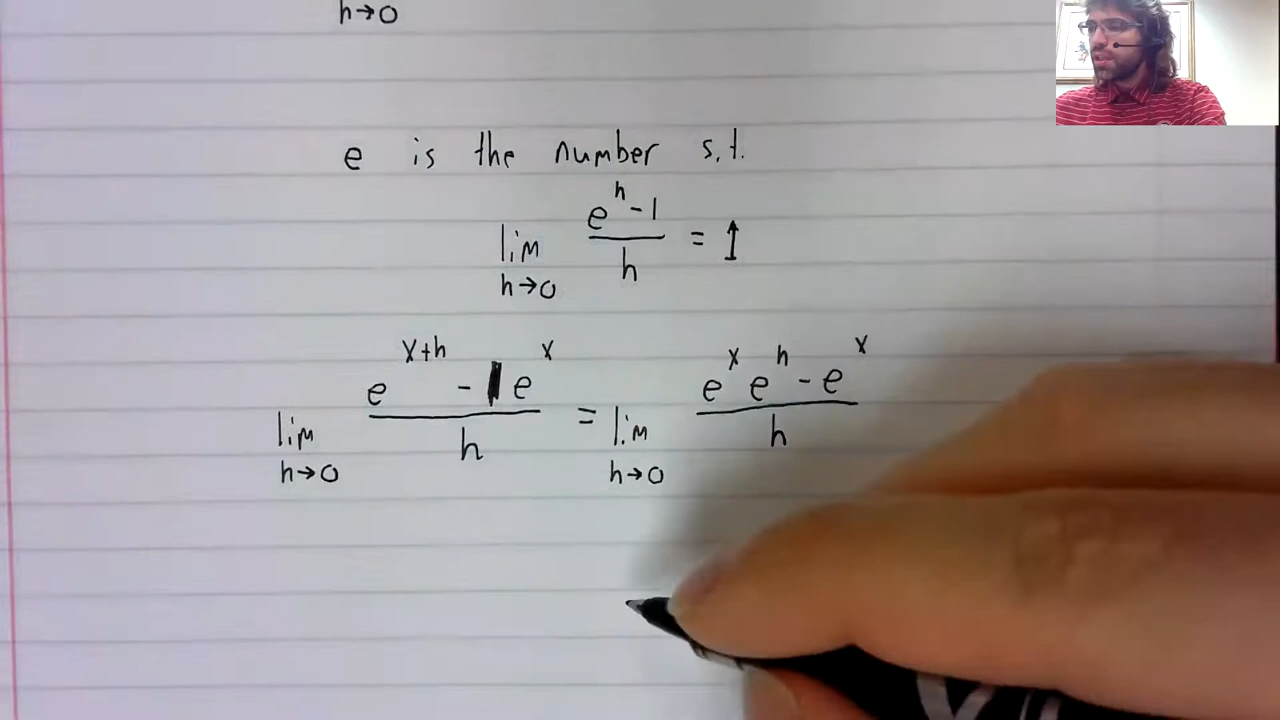 h→0
e is the number s.t.
lim h→0 (e^h - 1)/h = 1
lim h→0 (e^(x+h) - e^x)/h = lim h→0 (e^x e^h - e^x)/h